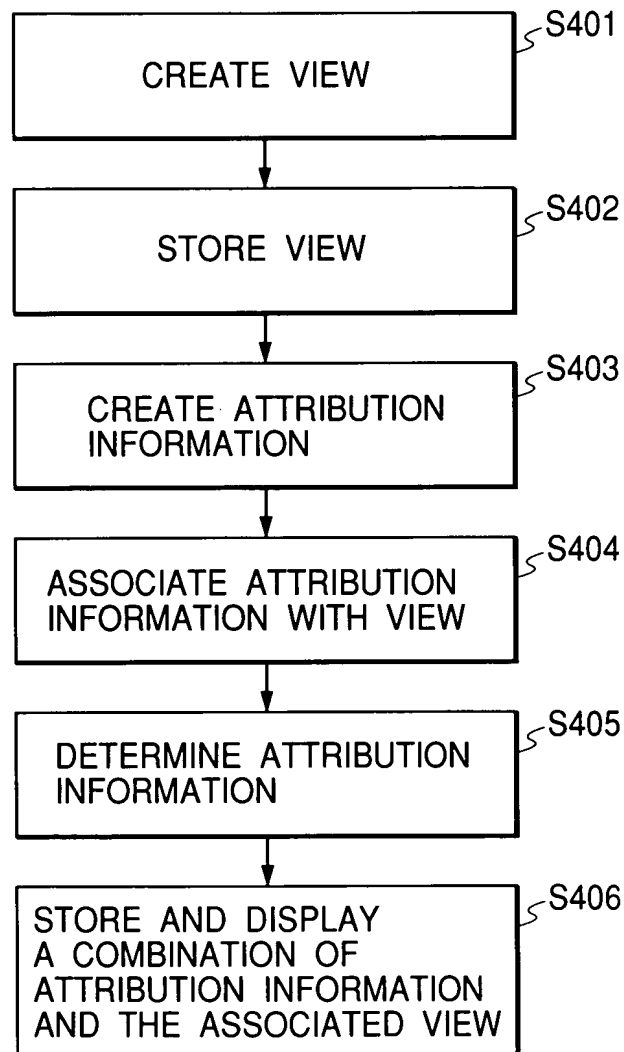 S401
CREATE VIEW
S402
STORE VIEW
S403
CREATE ATTRIBUTION
INFORMATION
S404
ASSOCIATE ATTRIBUTION
INFORMATION WITH VIEW
S405
DETERMINE ATTRIBUTION
INFORMATION
S406
STORE AND DISPLAY
A COMBINATION OF
ATTRIBUTION INFORMATION
AND THE ASSOCIATED VIEW